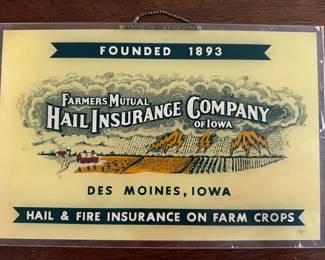 FOUNDED 1893
FARMERS MUTUAL
HAIL INSURANCE COMPANY
OF IOWA
DES MOINES, IOWA
HAIL & FIRE INSURANCE ON FARM CROPS